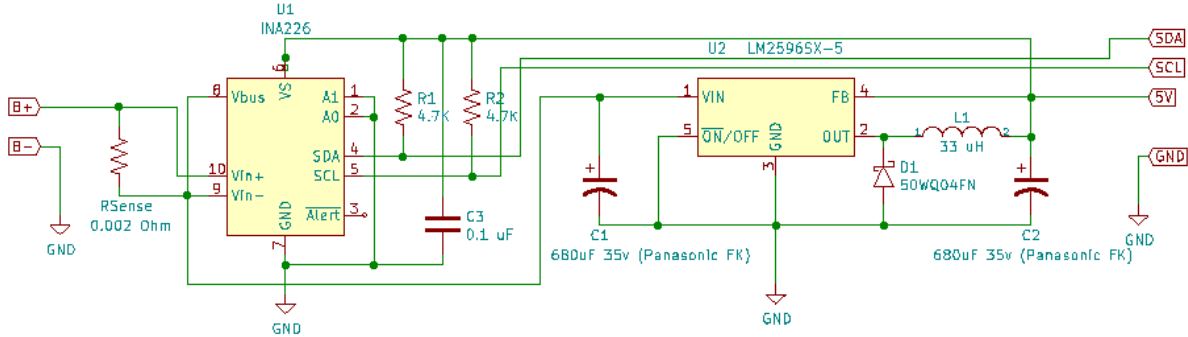 U1
INA226
U2 LM2596SX-5
SDA
SCL
5V
GND
B+
B-
GND
RSense
0.002 Ohm
8 Vbus
10 Vin+
9 Vin-
6 VS
A1 1
A0 2
SDA 4
SCL 5
Alert 3
GND 7
R1
4.7K
R2
4.7K
C3
0.1 uF
GND
1 VIN
5 ON/OFF
GND 3
FB 4
OUT 2
L1
1 2
33 uH
D1
50WQ04FN
C1
680uF 35v (Panasonic FK)
C2
680uF 35v (Panasonic FK)
GND
GND